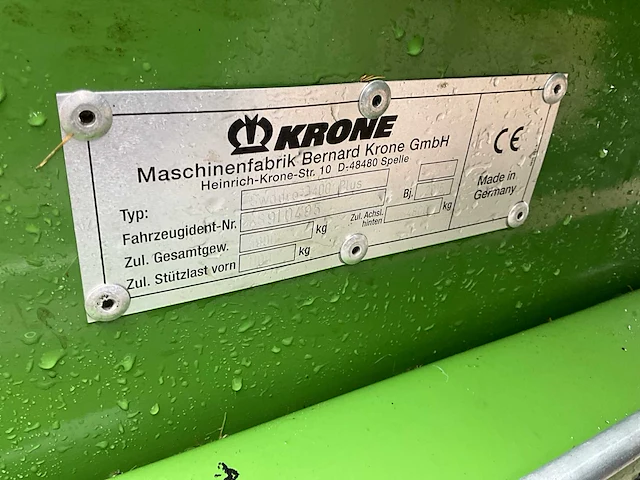 KRONE
Maschinenfabrik Bernard Krone GmbH
Heinrich-Krone-Str. 10 D-48480 Spelle
Typ: Plus
Fahrzeugident-Nr. Bj.
Zul. Gesamtgew. kg Zul. Achsl. hinten kg
Zul. Stützlast vorn kg
CE
Made in
Germany